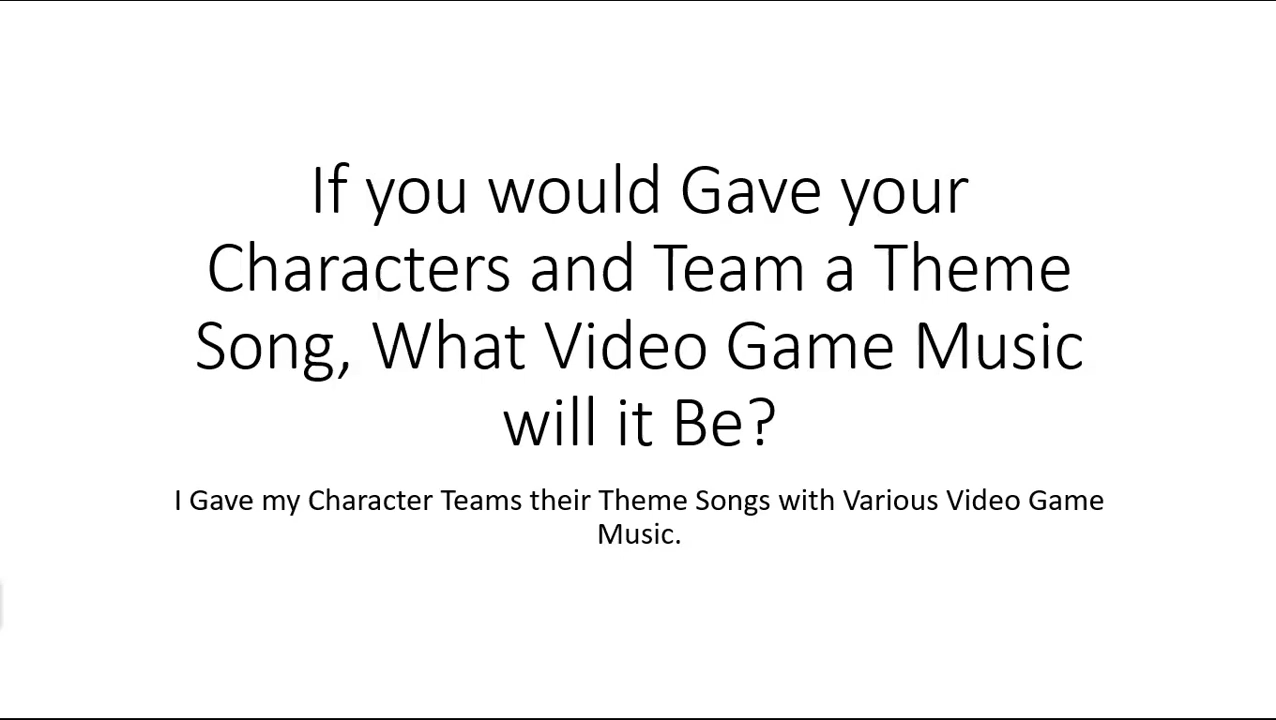 If you would Gave your
Characters and Team a Theme
Song, What Video Game Music
will it Be?
I Gave my Character Teams their Theme Songs with Various Video Game
Music.